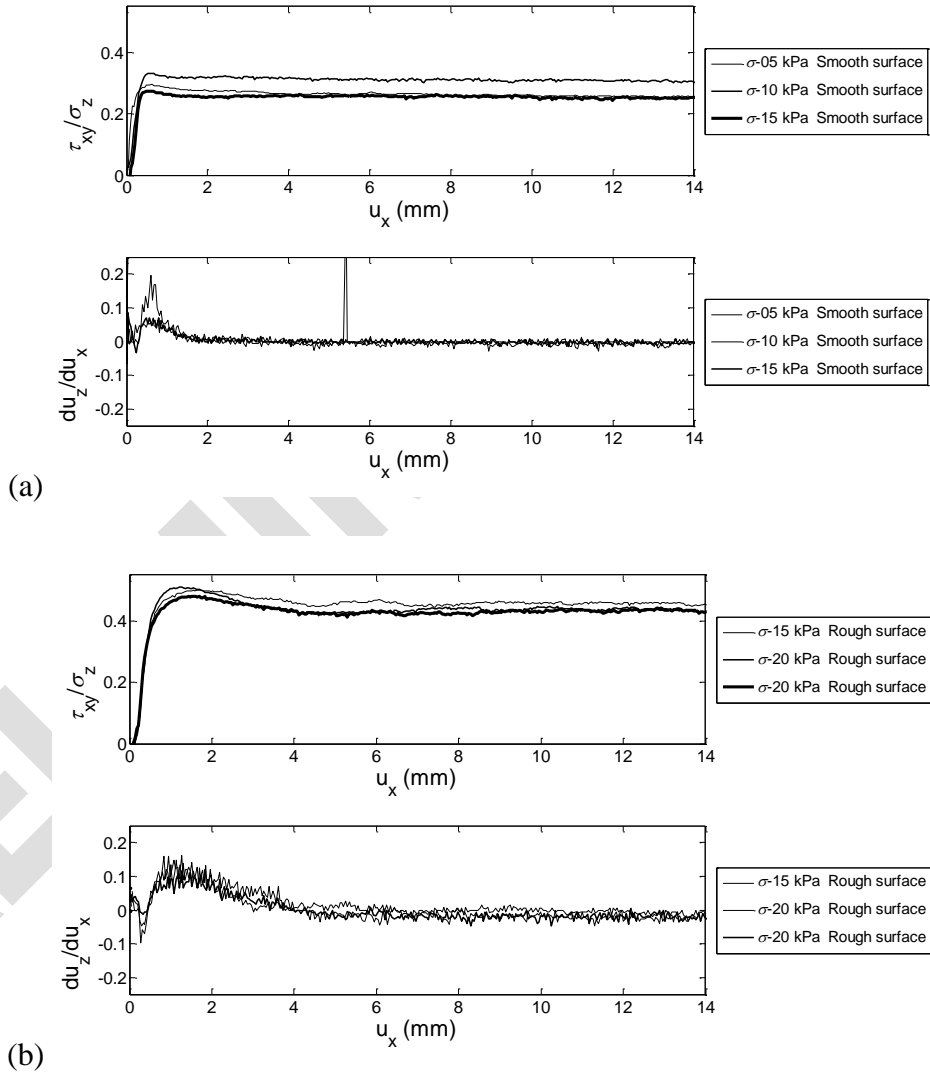 0.4
0.2
0
τxy/σz
0 2 4 6 8 10 12 14
ux (mm)
σ-05 kPa Smooth surface
σ-10 kPa Smooth surface
σ-15 kPa Smooth surface
0.2
0.1
0
-0.1
-0.2
duz/dux
0 2 4 6 8 10 12 14
ux (mm)
σ-05 kPa Smooth surface
σ-10 kPa Smooth surface
σ-15 kPa Smooth surface
(a)
0.4
0.2
0
τxy/σz
0 2 4 6 8 10 12 14
ux (mm)
σ-15 kPa Rough surface
σ-20 kPa Rough surface
σ-20 kPa Rough surface
0.2
0.1
0
-0.1
-0.2
duz/dux
0 2 4 6 8 10 12 14
ux (mm)
σ-15 kPa Rough surface
σ-20 kPa Rough surface
σ-20 kPa Rough surface
(b)